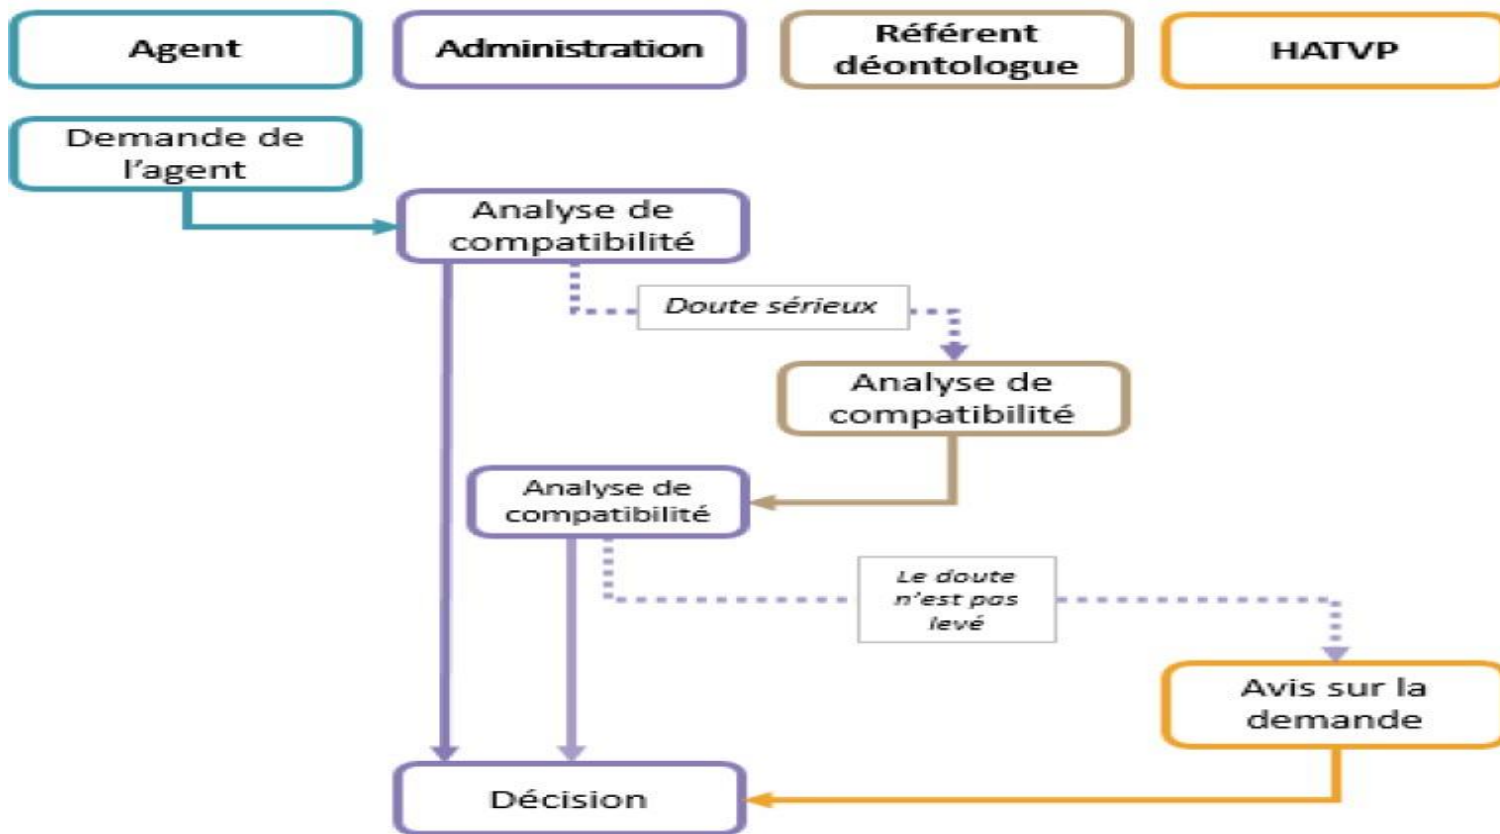 Agent
Administration
Référent
déontologue
HATVP
Demande de
l'agent
Analyse de
compatibilité
Doute sérieux
Analyse de
compatibilité
Analyse de
compatibilité
Le doute
n'est pas
levé
Avis sur la
demande
Décision